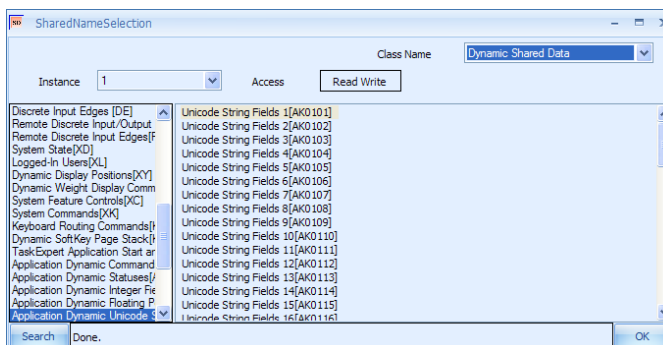 SD SharedNameSelection
Class Name Dynamic Shared Data
Instance 1 Access Read Write
Discrete Input Edges [DE]
Remote Discrete Input/Output
Remote Discrete Input Edges[F
System State[XD]
Logged-In Users[XL]
Dynamic Display Positions[XY]
Dynamic Weight Display Comm
System Feature Controls[XC]
System Commands[XK]
Keyboard Routing Commands[
Dynamic SoftKey Page Stack[
TaskExpert Application Start ar
Application Dynamic Command
Application Dynamic Statuses[
Application Dynamic Integer Fie
Application Dynamic Floating P
Application Dynamic Unicode S
Unicode String Fields 1[AK0101]
Unicode String Fields 2[AK0102]
Unicode String Fields 3[AK0103]
Unicode String Fields 4[AK0104]
Unicode String Fields 5[AK0105]
Unicode String Fields 6[AK0106]
Unicode String Fields 7[AK0107]
Unicode String Fields 8[AK0108]
Unicode String Fields 9[AK0109]
Unicode String Fields 10[AK0110]
Unicode String Fields 11[AK0111]
Unicode String Fields 12[AK0112]
Unicode String Fields 13[AK0113]
Unicode String Fields 14[AK0114]
Unicode String Fields 15[AK0115]
Unicode String Fields 16[AK0116]
Search Done. OK